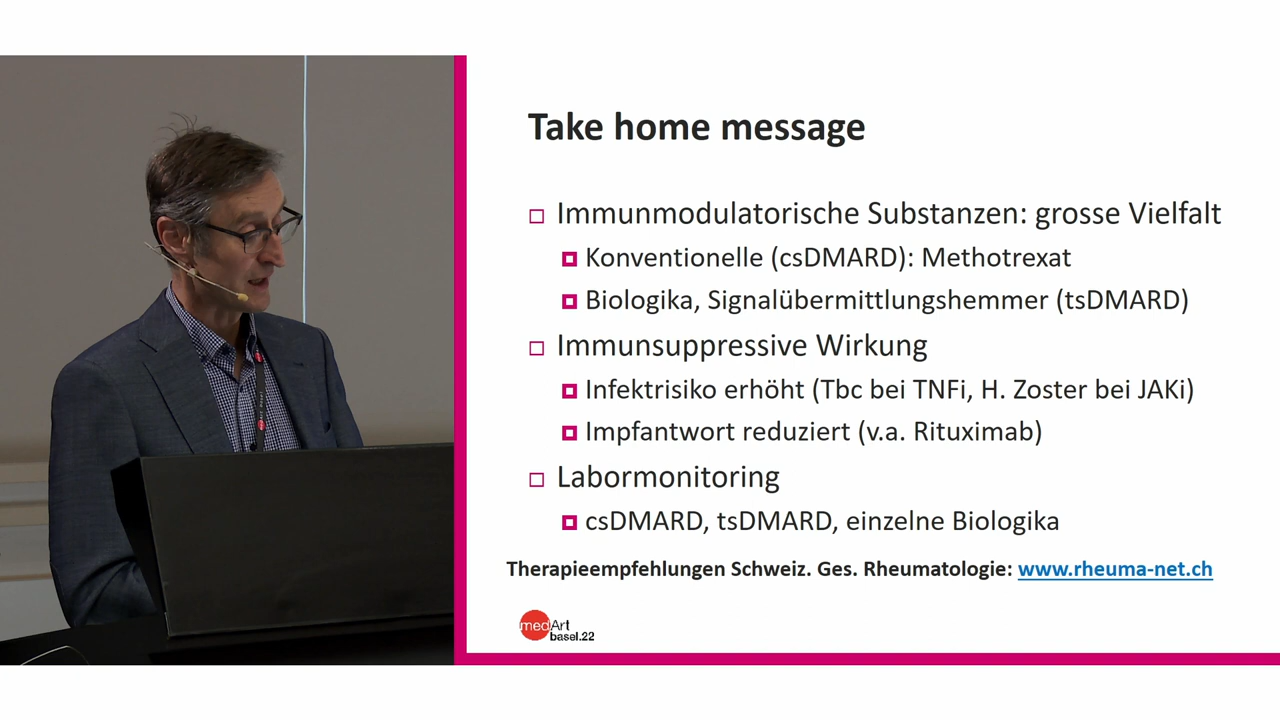 Take home message
Immunmodulatorische Substanzen: grosse Vielfalt
Konventionelle (csDMARD): Methotrexat
Biologika, Signalübermittlungshemmer (tsDMARD)
Immunsuppressive Wirkung
Infektrisiko erhöht (Tbc bei TNFi, H. Zoster bei JAKi)
Impfantwort reduziert (v.a. Rituximab)
Labormonitoring
csDMARD, tsDMARD, einzelne Biologika
Therapieempfehlungen Schweiz. Ges. Rheumatologie: www.rheuma-net.ch
medArt
basel.22